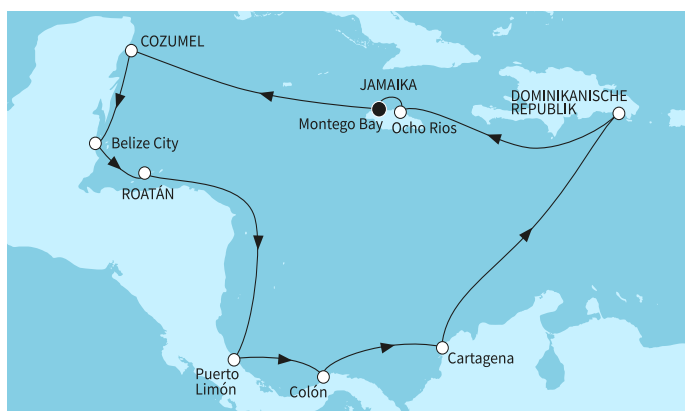 COZUMEL
JAMAIKA
Montego Bay
Ocho Rios
DOMINIKANISCHE
REPUBLIK
Belize City
ROATÁN
Puerto
Limón
Colón
Cartagena